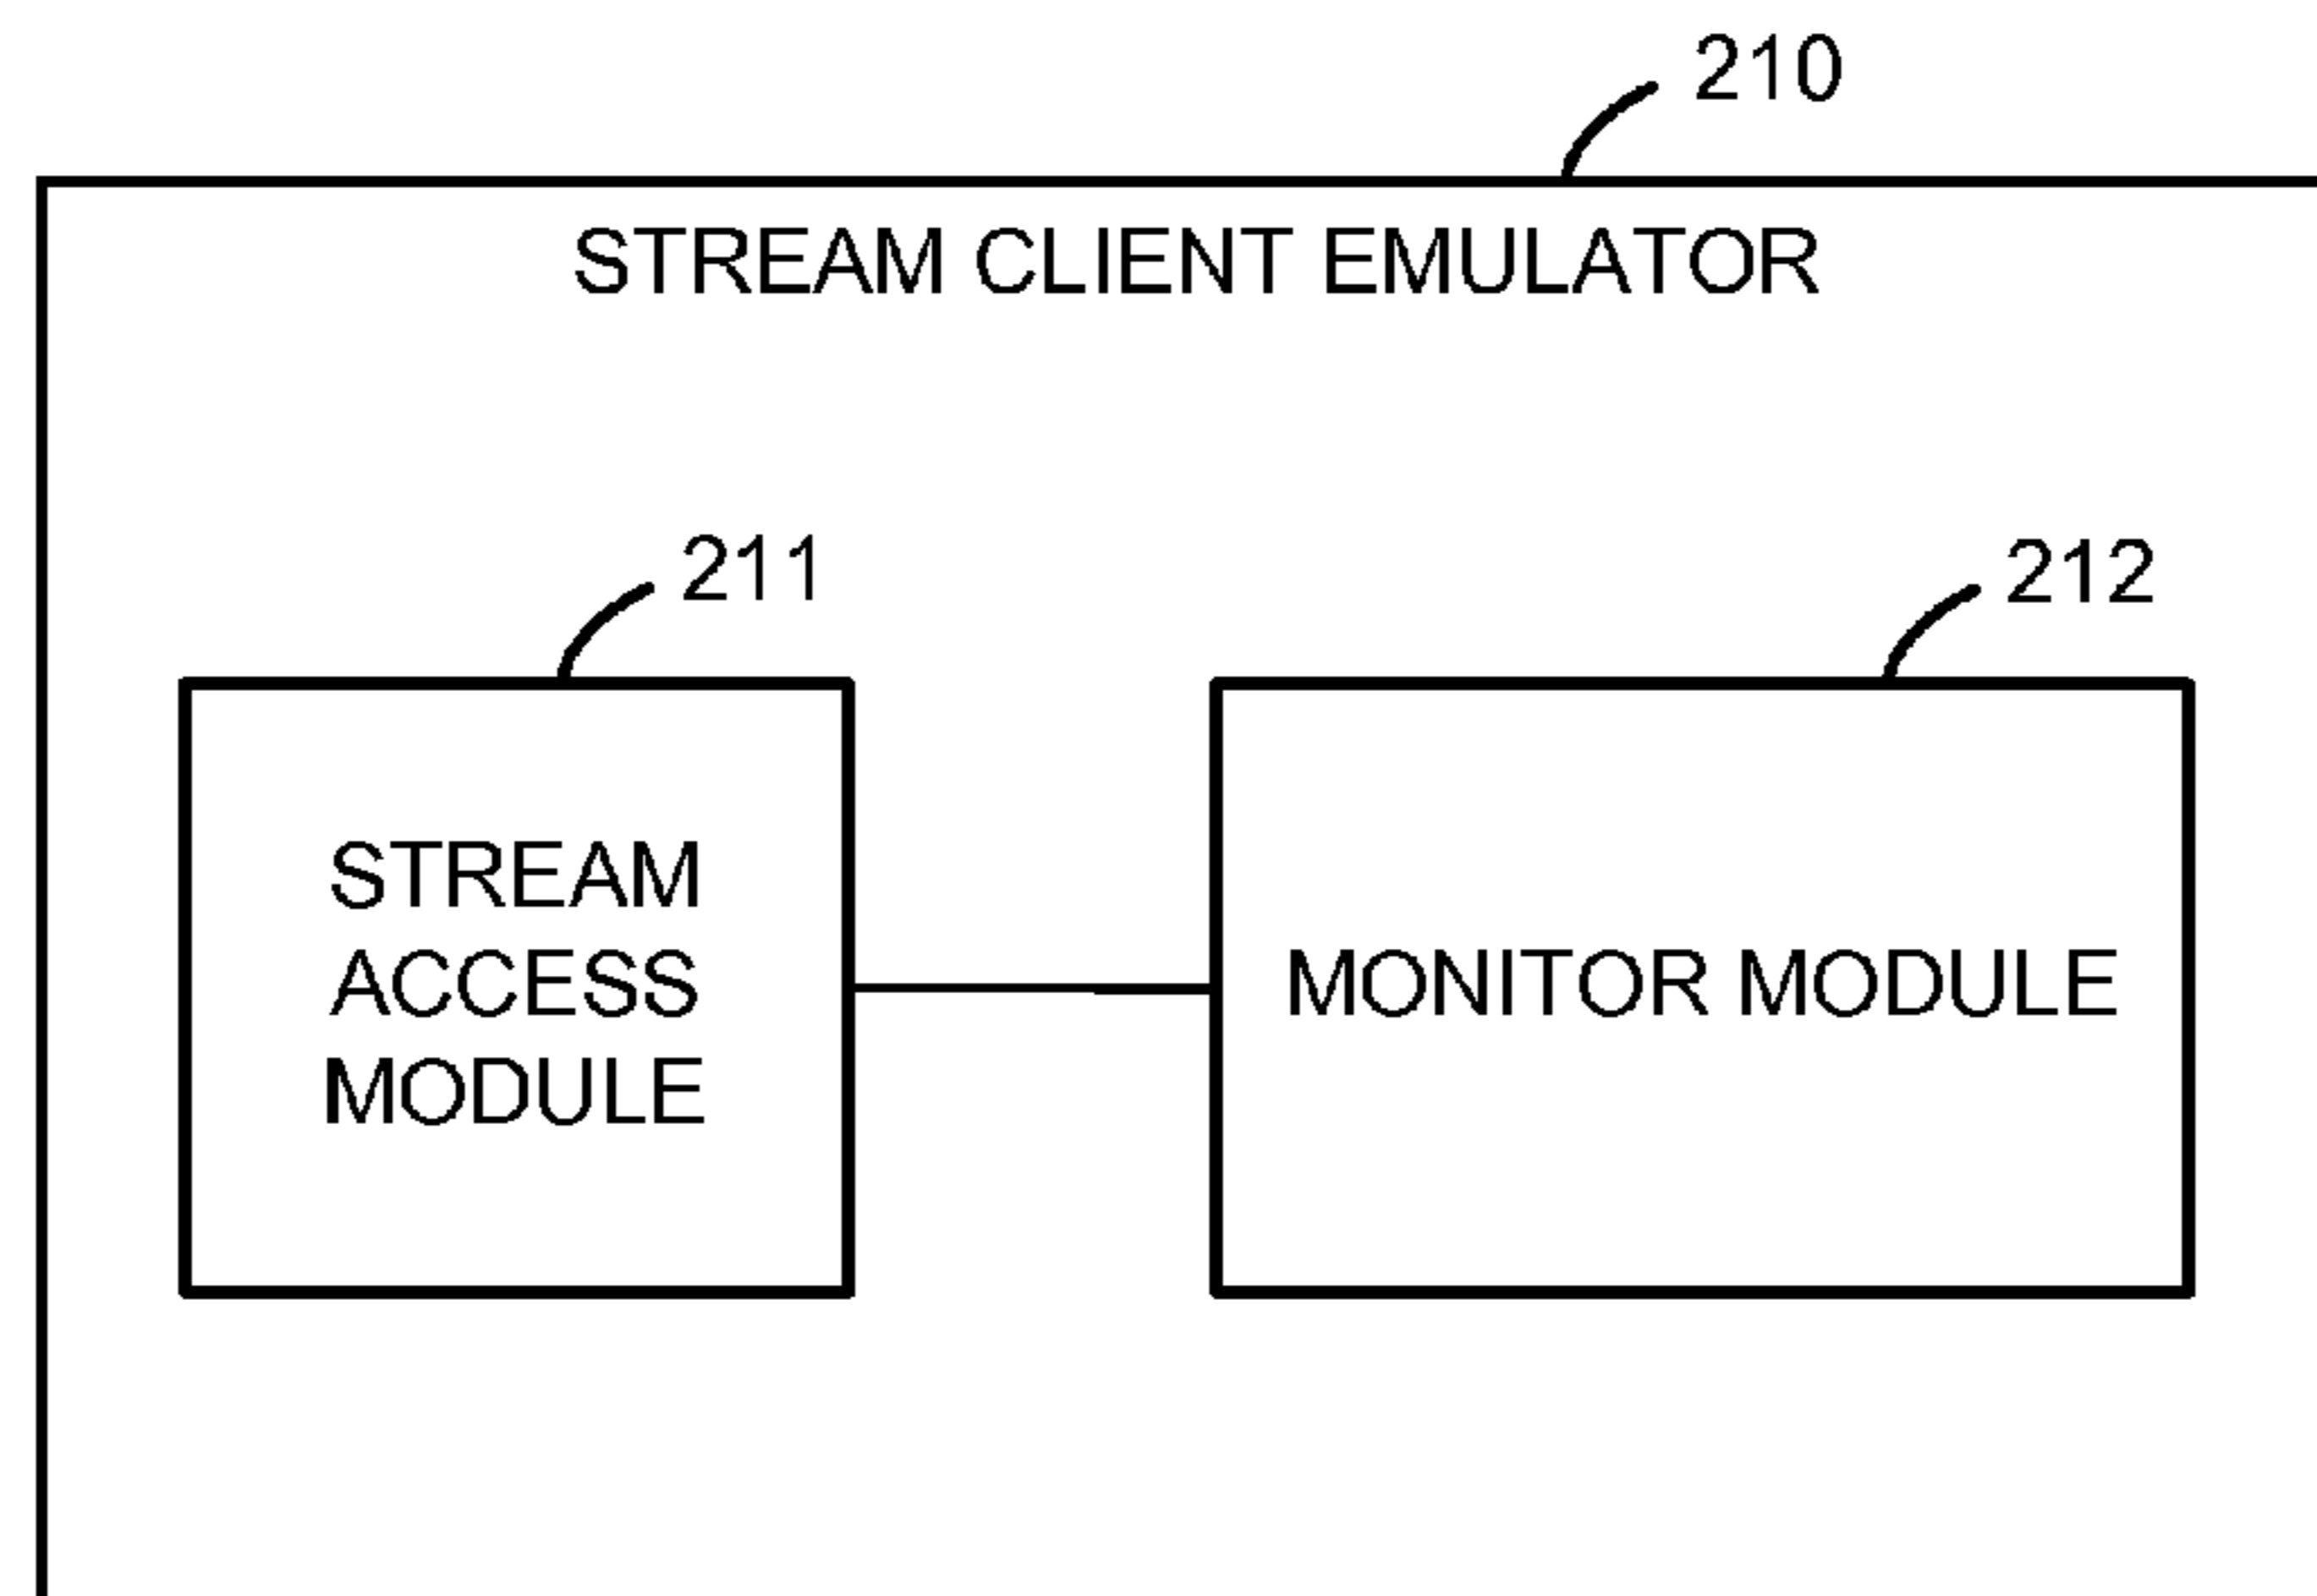 210
STREAM CLIENT EMULATOR
211
212
STREAM
ACCESS
MODULE
MONITOR MODULE